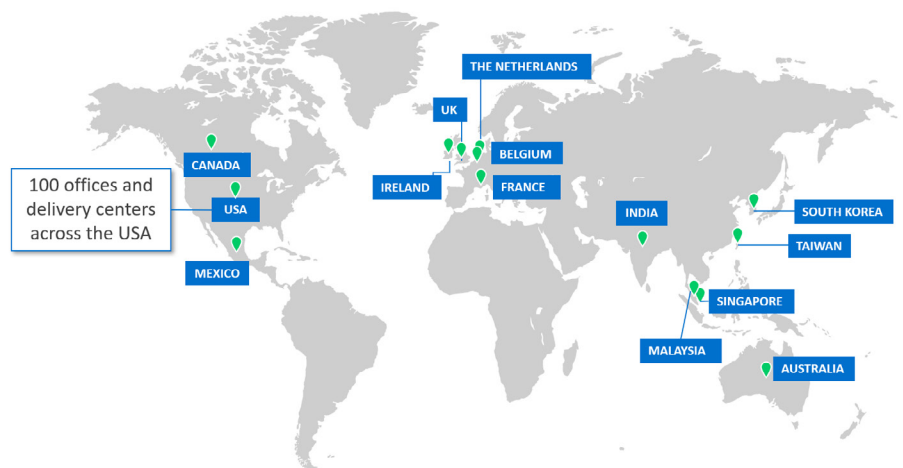 THE NETHERLANDS
UK
CANADA
BELGIUM
IRELAND
FRANCE
100 offices and
delivery centers
across the USA
USA
INDIA
SOUTH KOREA
TAIWAN
MEXICO
SINGAPORE
MALAYSIA
AUSTRALIA